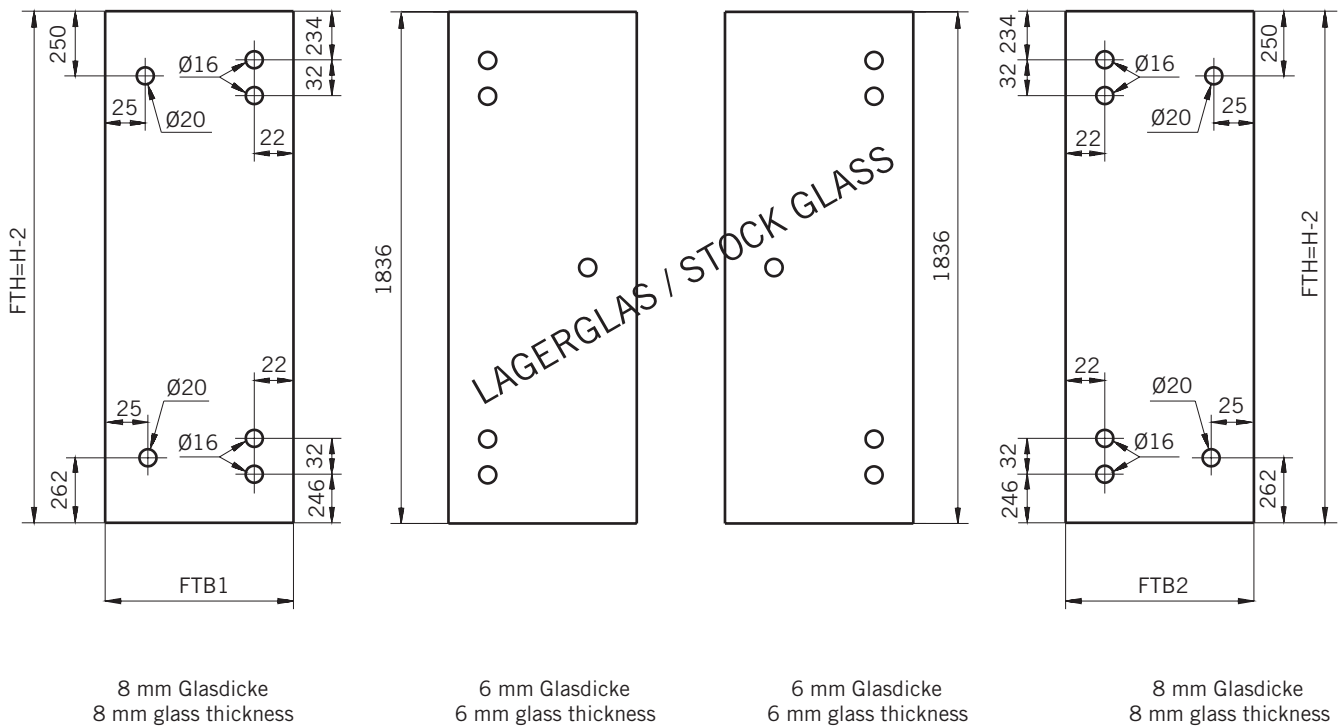 250
234
32
Ø16
25
Ø20
22
FTH=H-2
22
Ø20
25
Ø16
32
262
246
FTB1
1836
LAGERGLAS / STOCK GLASS
1836
234
32
Ø16
250
25
Ø20
22
FTH=H-2
22
Ø20
25
Ø16
32
246
262
FTB2
8 mm Glasdicke
8 mm glass thickness
6 mm Glasdicke
6 mm glass thickness
6 mm Glasdicke
6 mm glass thickness
8 mm Glasdicke
8 mm glass thickness